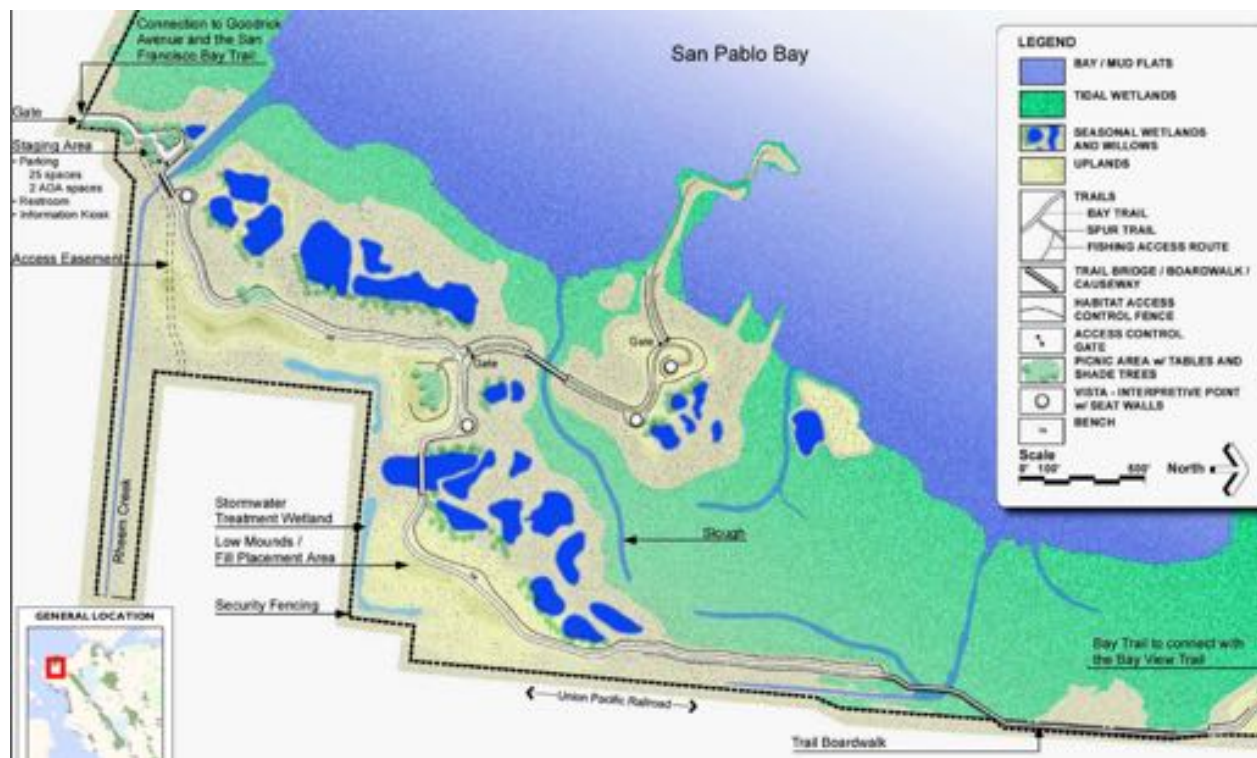 Connection to Goodrick
Avenue and the San
Francisco Bay Trail
San Pablo Bay
Gate
Staging Area
- Parking
25 spaces
2 ADA spaces
- Restroom
- Information Kiosk
Access Easement
Gate
Gate
Rheem Creek
Stormwater
Treatment Wetland
Low Mounds /
Fill Placement Area
Security Fencing
Slough
Union Pacific Railroad
Bay Trail to connect with
the Bay View Trail
Trail Boardwalk
GENERAL LOCATION
LEGEND
BAY / MUD FLATS
TIDAL WETLANDS
SEASONAL WETLANDS
AND WILLOWS
UPLANDS
TRAILS
BAY TRAIL
SPUR TRAIL
FISHING ACCESS ROUTE
TRAIL BRIDGE / BOARDWALK /
CAUSEWAY
HABITAT ACCESS
CONTROL FENCE
ACCESS CONTROL
GATE
PICNIC AREA w/ TABLES AND
SHADE TREES
VISTA - INTERPRETIVE POINT
w/ SEAT WALLS
BENCH
Scale
0' 100' 600'
North